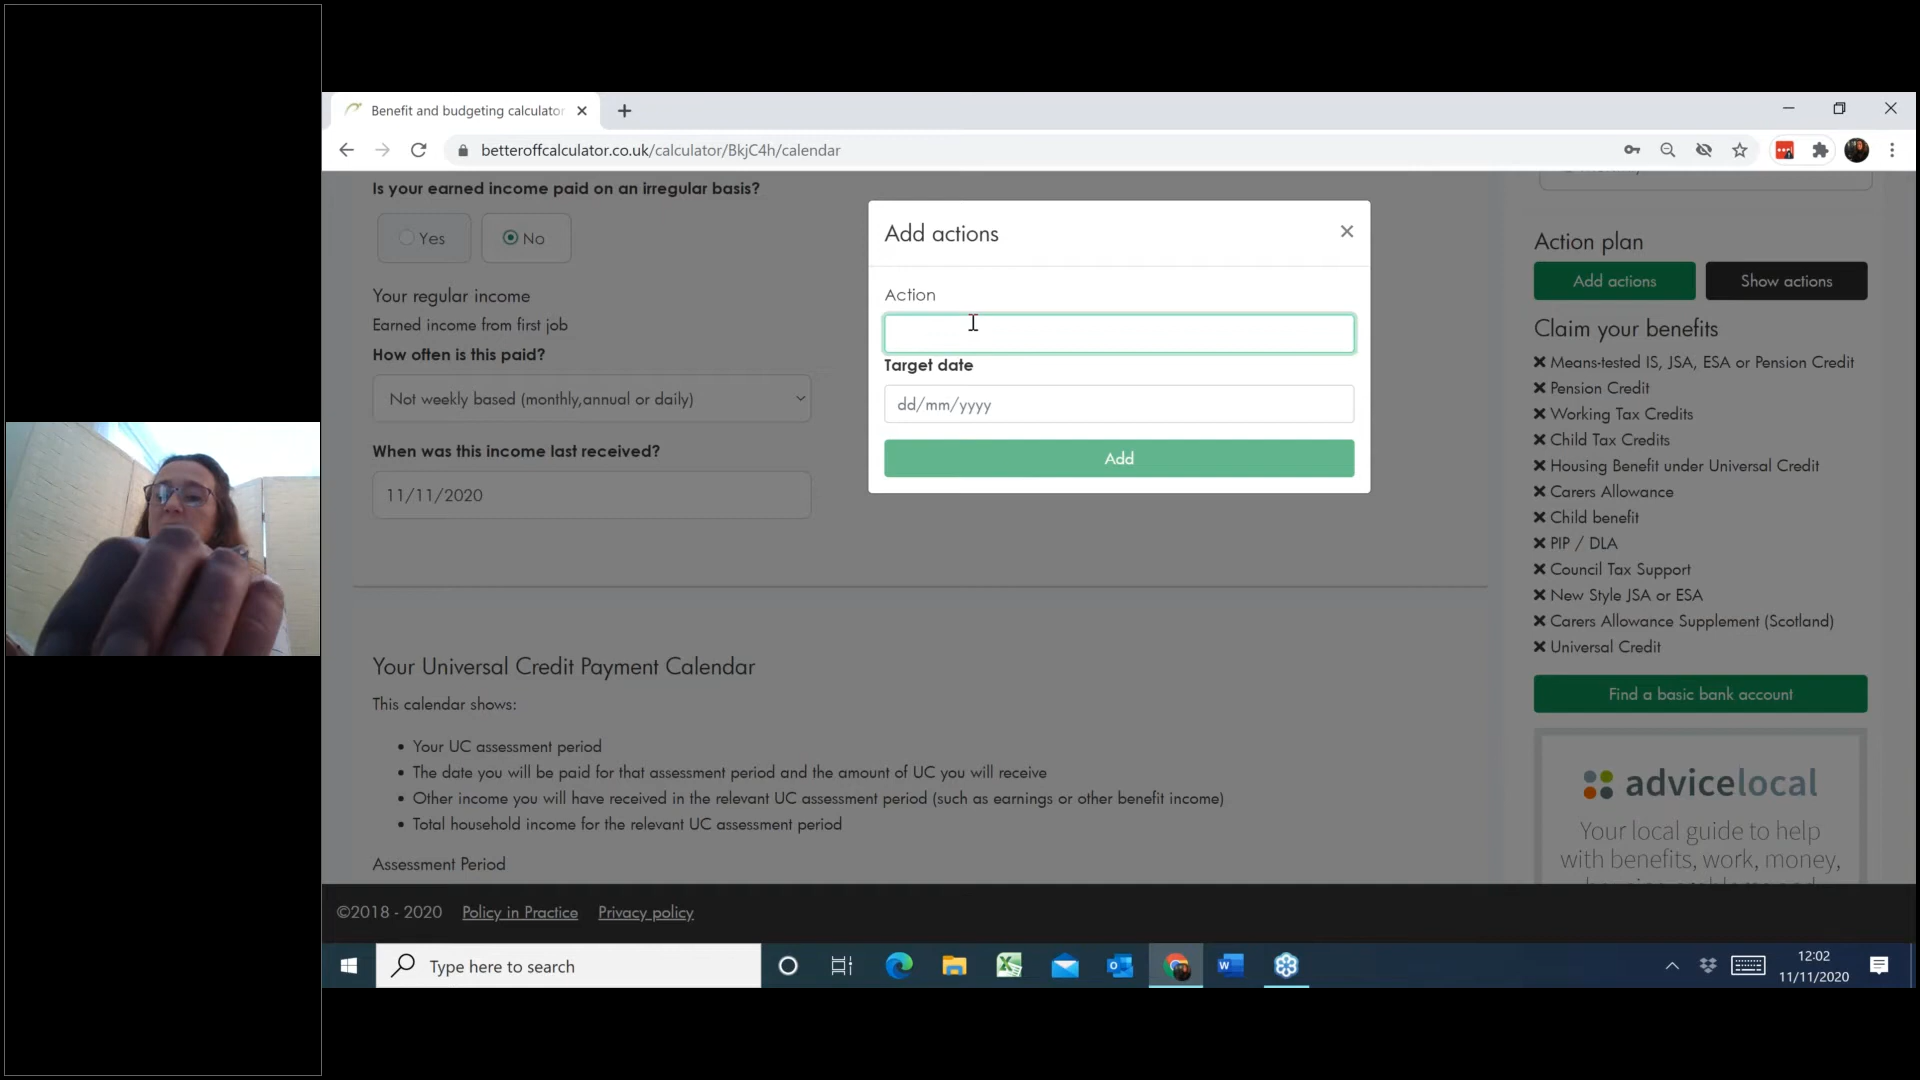 Benefit and budgeting calculator
betteroffcalculator.co.uk/calculator/BkjC4h/calendar
Is your earned income paid on an irregular basis?
Yes
No
Your regular income
Earned income from first job
How often is this paid?
Not weekly based (monthly,annual or daily)
When was this income last received?
11/11/2020
Your Universal Credit Payment Calendar
This calendar shows:
• Your UC assessment period
• The date you will be paid for that assessment period and the amount of UC you will receive
• Other income you will have received in the relevant UC assessment period (such as earnings or other benefit income)
• Total household income for the relevant UC assessment period
Assessment Period
Add actions
Action
Target date
dd/mm/yyyy
Add
Action plan
Add actions
Show actions
Claim your benefits
Means-tested IS, JSA, ESA or Pension Credit
Pension Credit
Working Tax Credits
Child Tax Credits
Housing Benefit under Universal Credit
Carers Allowance
Child benefit
PIP / DLA
Council Tax Support
New Style JSA or ESA
Carers Allowance Supplement (Scotland)
Universal Credit
Find a basic bank account
advicelocal
Your local guide to help
with benefits, work, money,
©2018 - 2020 Policy in Practice Privacy policy
Type here to search
12:02
11/11/2020